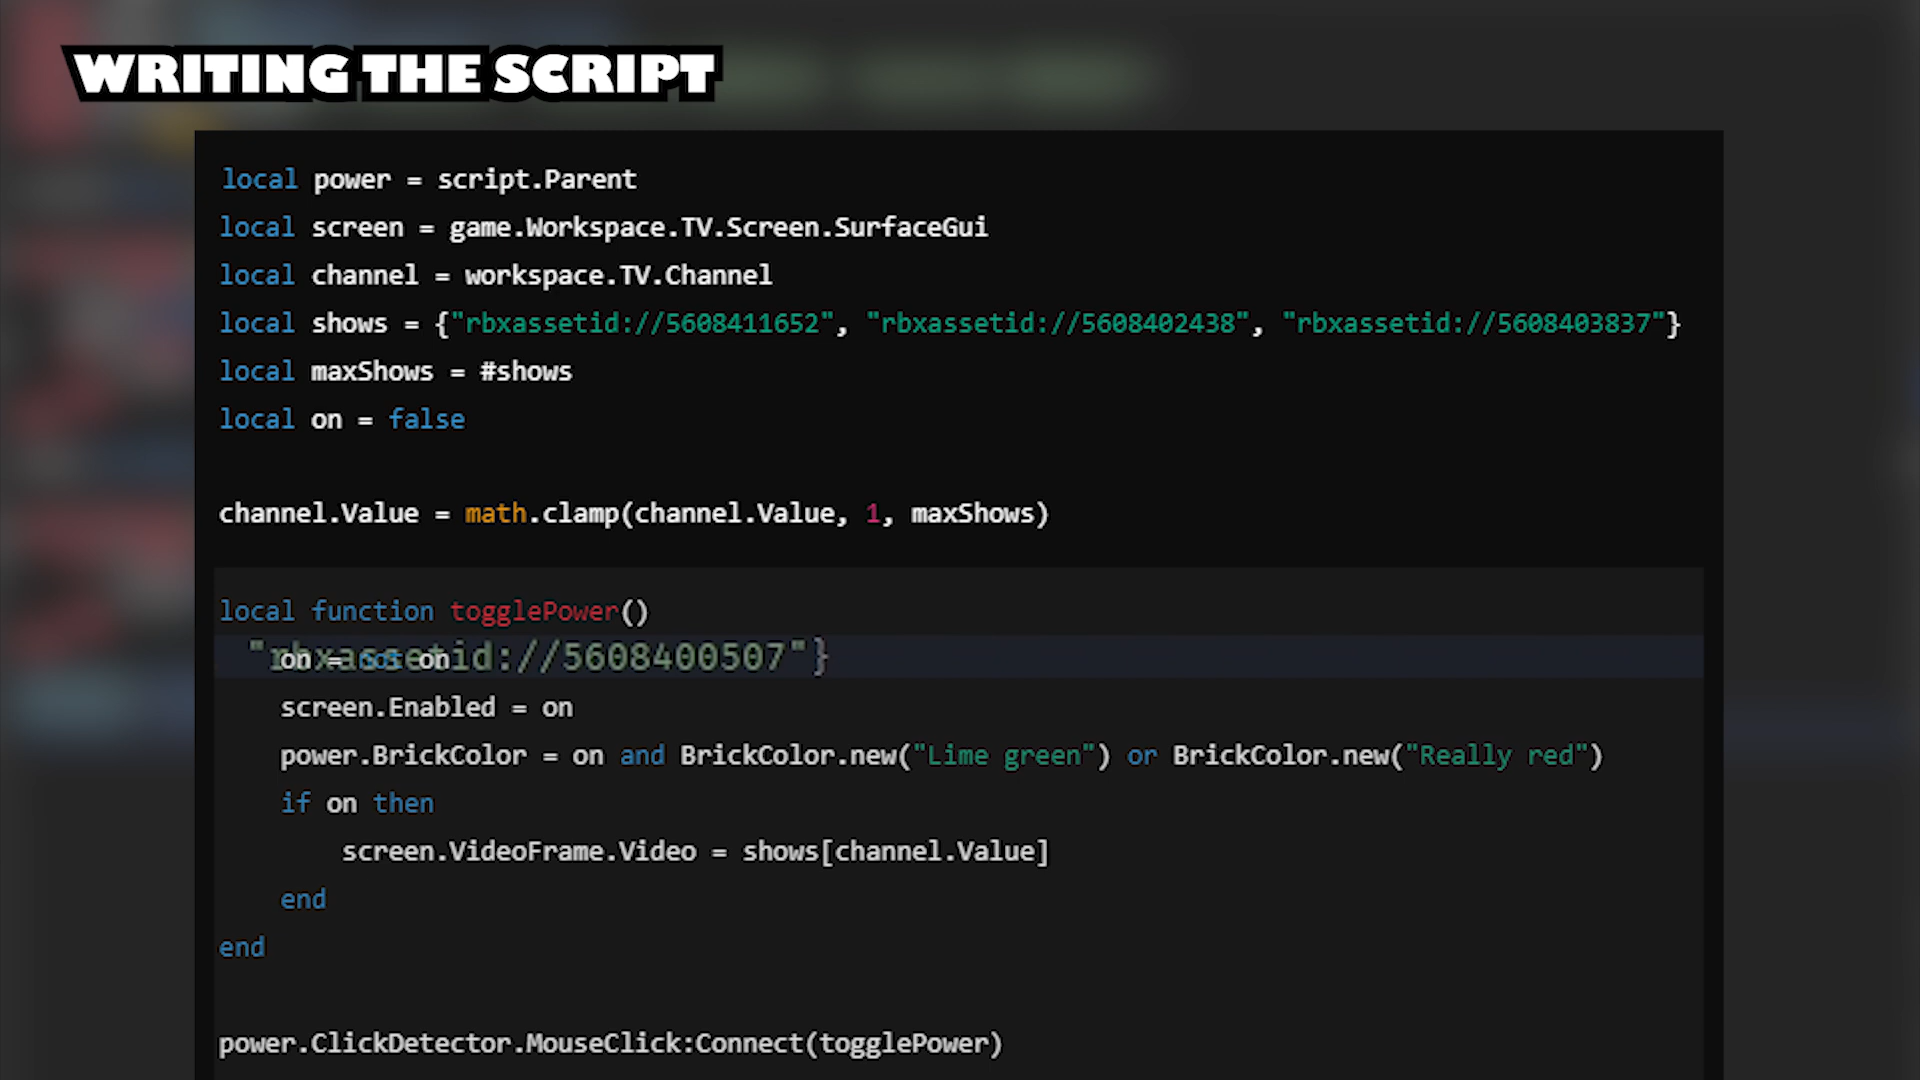 WRITING THE SCRIPT
local power = script.Parent
local screen = game.Workspace.TV.Screen.SurfaceGui
local channel = workspace.TV.Channel
local shows = {"rbxassetid://5608411652", "rbxassetid://5608402438", "rbxassetid://5608403837"}
local maxShows = #shows
local on = false
channel.Value = math.clamp(channel.Value, 1, maxShows)
local function togglePower()
on = not on
"rbxassetid://5608400507"}
screen.Enabled = on
power.BrickColor = on and BrickColor.new("Lime green") or BrickColor.new("Really red")
if on then
screen.VideoFrame.Video = shows[channel.Value]
end
end
power.ClickDetector.MouseClick:Connect(togglePower)